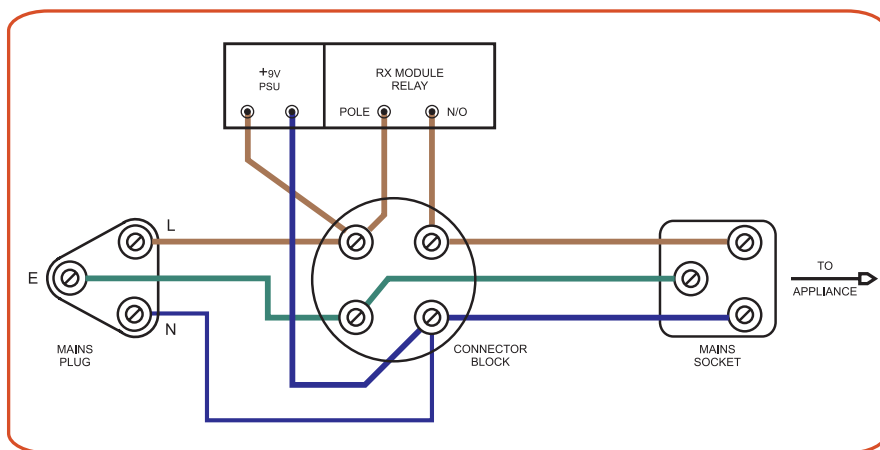 +9V
PSU
RX MODULE
RELAY
POLE
N/O
L
E
N
MAINS
PLUG
CONNECTOR
BLOCK
MAINS
SOCKET
TO
APPLIANCE